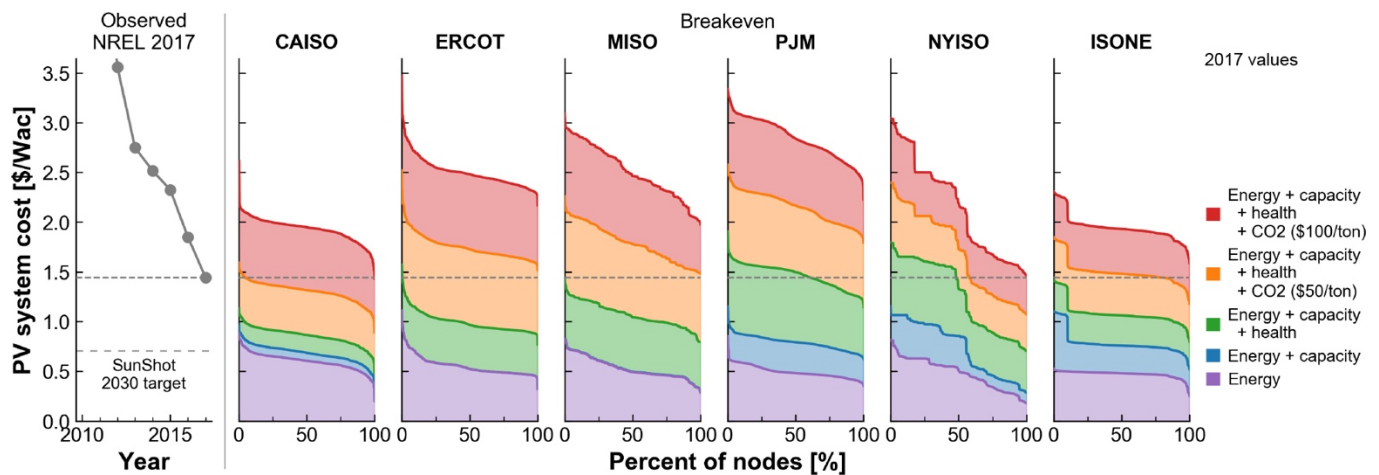 Observed
NREL 2017
Breakeven
CAISO
ERCOT
MISO
PJM
NYISO
ISONE
2017 values
PV system cost [$/Wac]
3.5
3.0
2.5
2.0
1.5
1.0
0.5
0.0
SunShot
2030 target
2010
2015
Year
0
50
100
0
50
100
0
50
100
0
50
100
0
50
100
0
50
100
Percent of nodes [%]
Energy + capacity
+ health
+ CO2 ($100/ton)
Energy + capacity
+ health
+ CO2 ($50/ton)
Energy + capacity
+ health
Energy + capacity
Energy